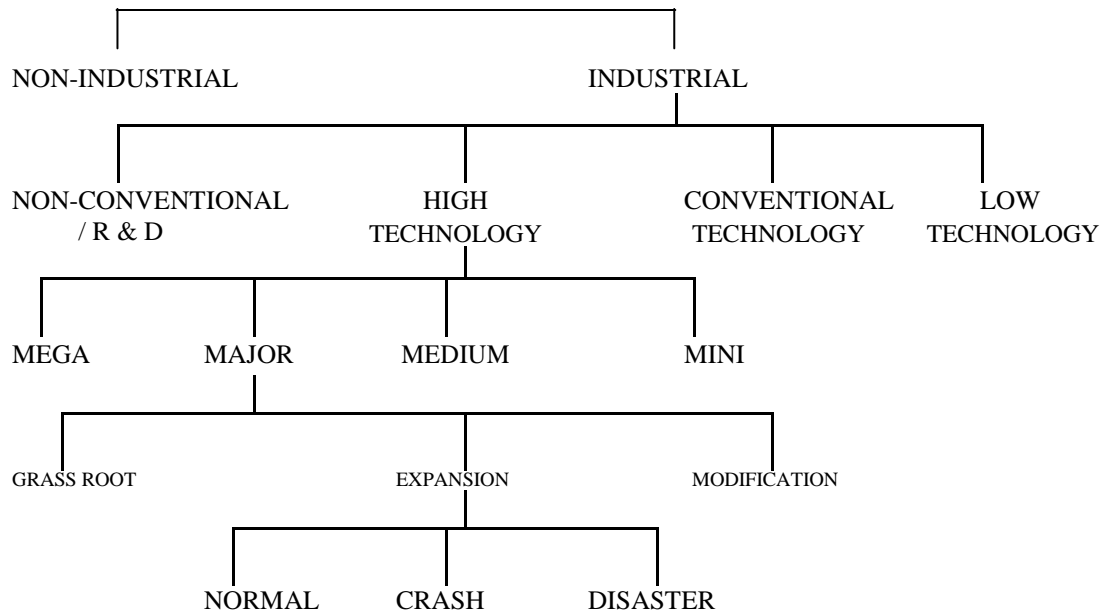 NON-INDUSTRIAL INDUSTRIAL
NON-CONVENTIONAL HIGH CONVENTIONAL LOW
/ R & D TECHNOLOGY TECHNOLOGY TECHNOLOGY
MEGA MAJOR MEDIUM MINI
GRASS ROOT EXPANSION MODIFICATION
NORMAL CRASH DISASTER